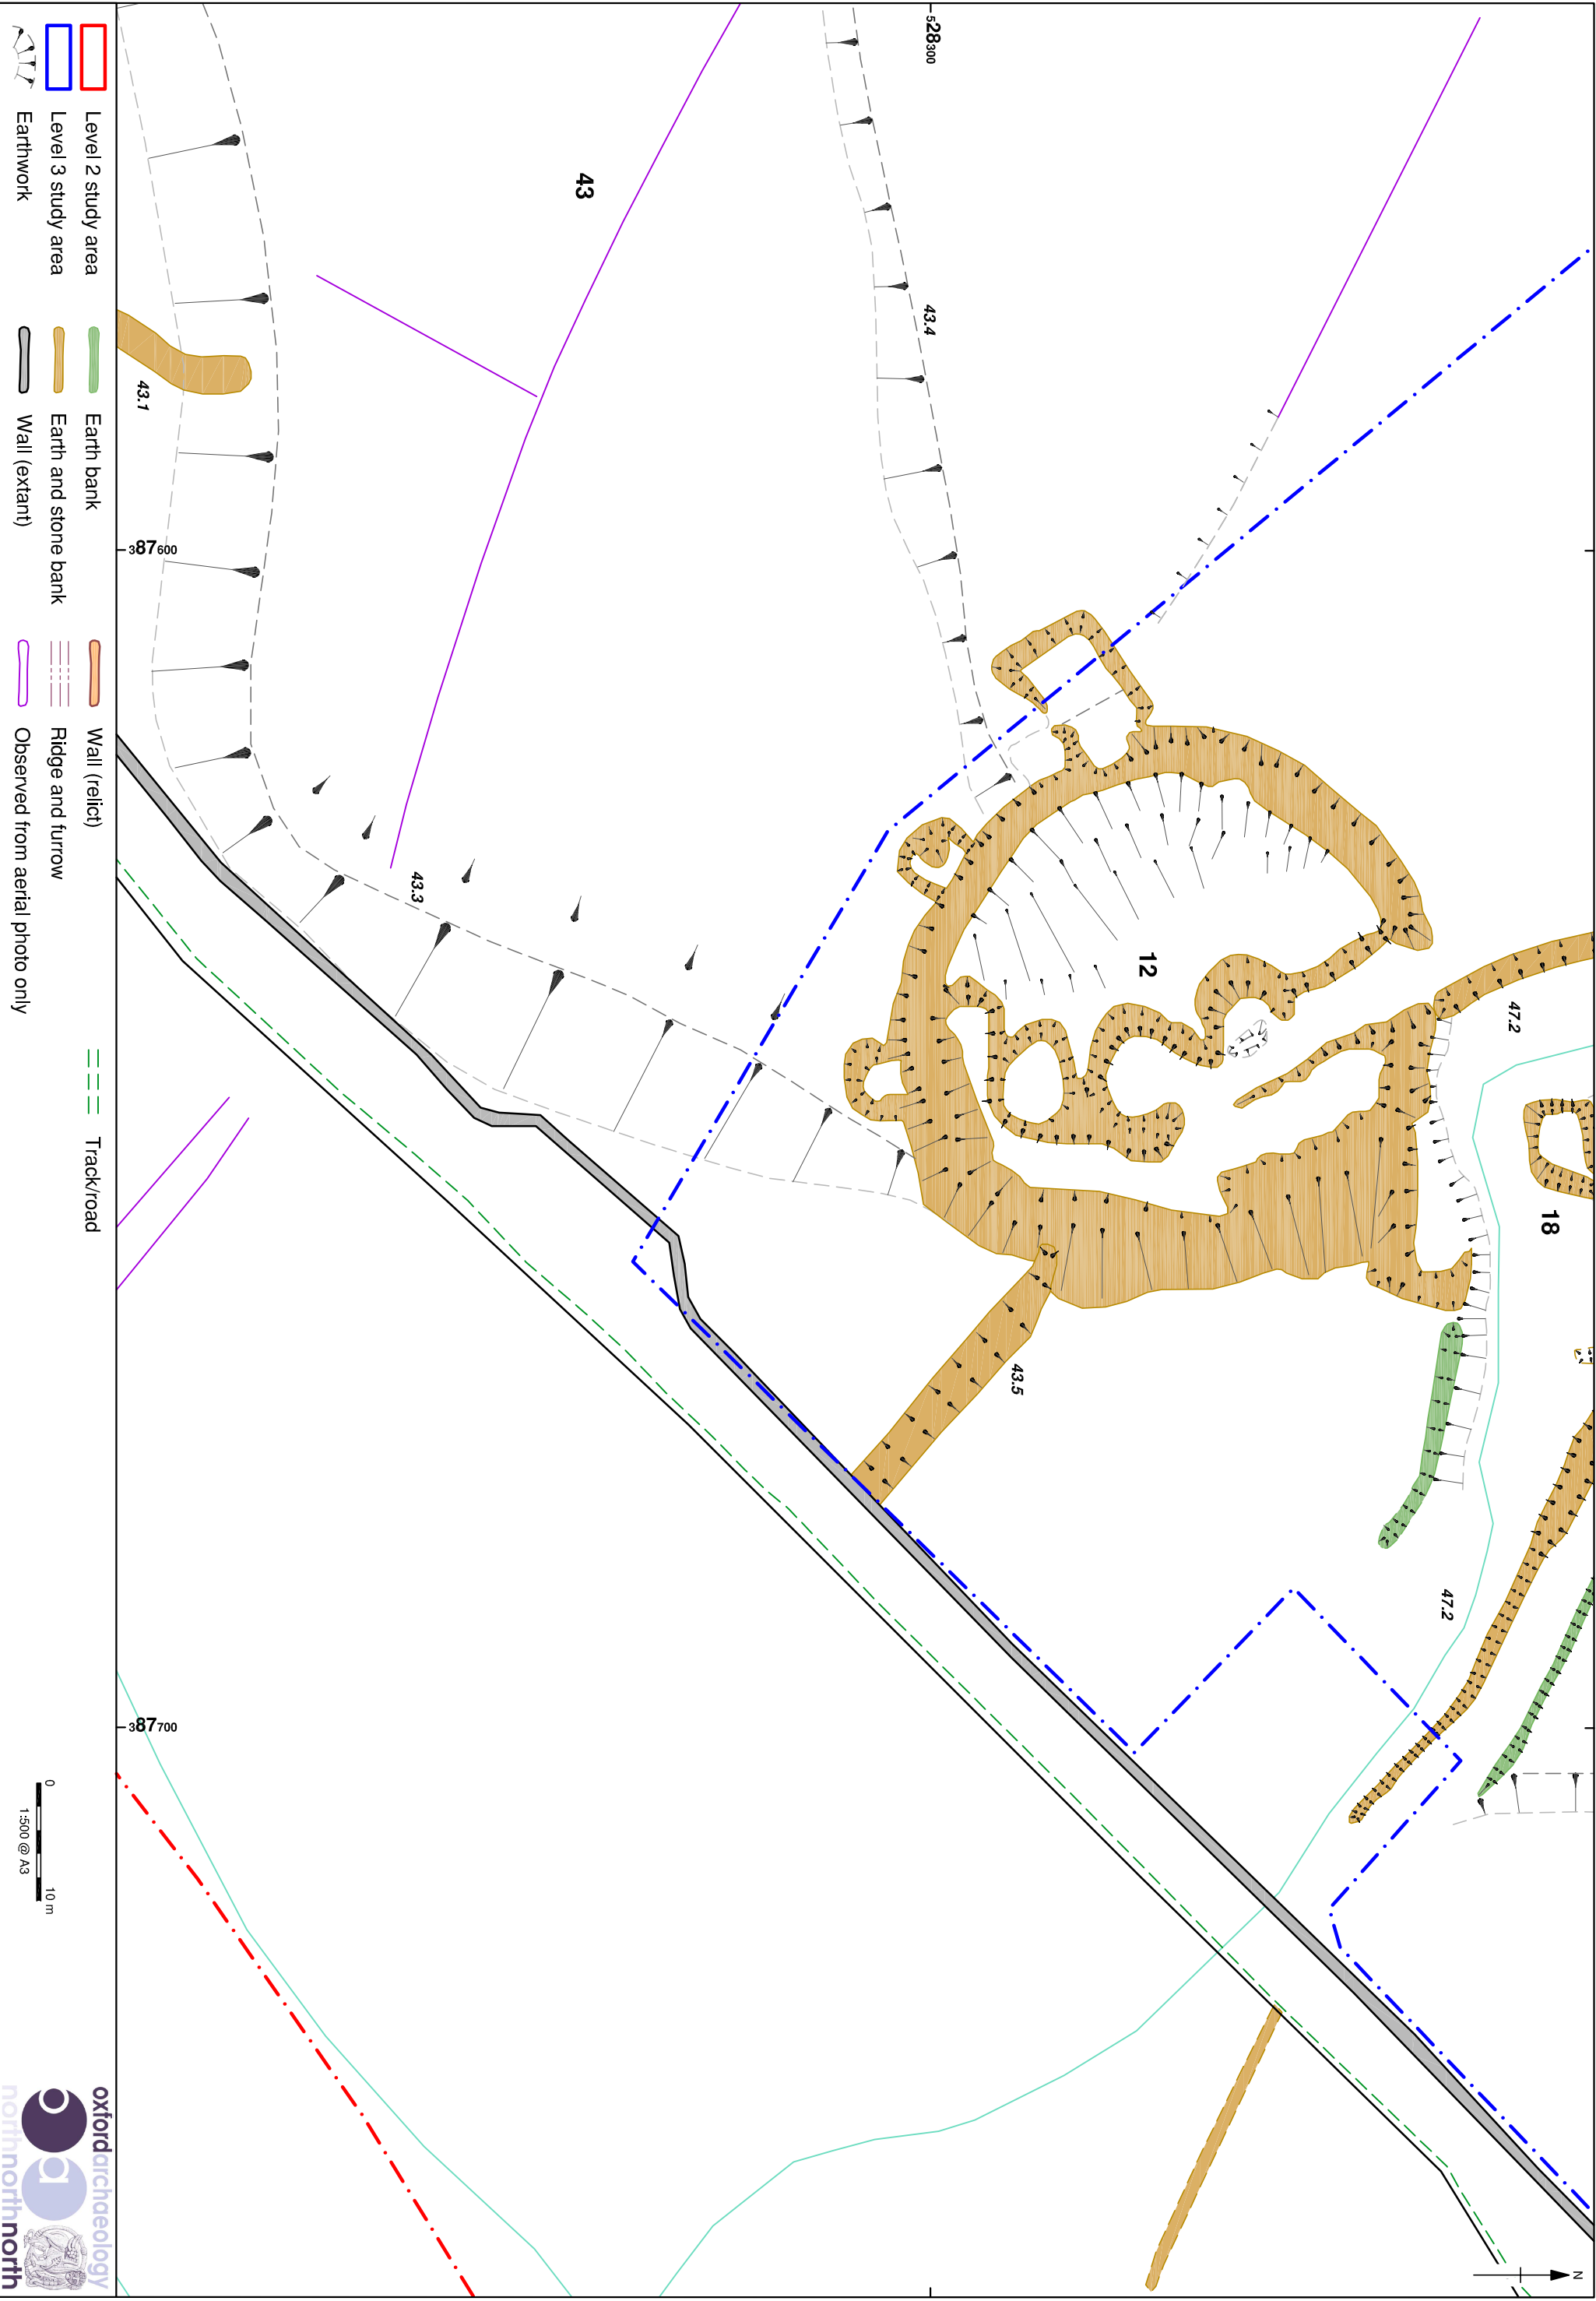 528300
43
43.4
12
47.2
18
43.1
43.3
43.5
47.2
387600
387700
N
Level 2 study area
Level 3 study area
Earthwork
Earth bank
Earth and stone bank
Wall (extant)
Wall (relict)
Ridge and furrow
Observed from aerial photo only
Track/road
0 10 m
1:500 @ A3
oxfordarchaeology
northnorthnorth